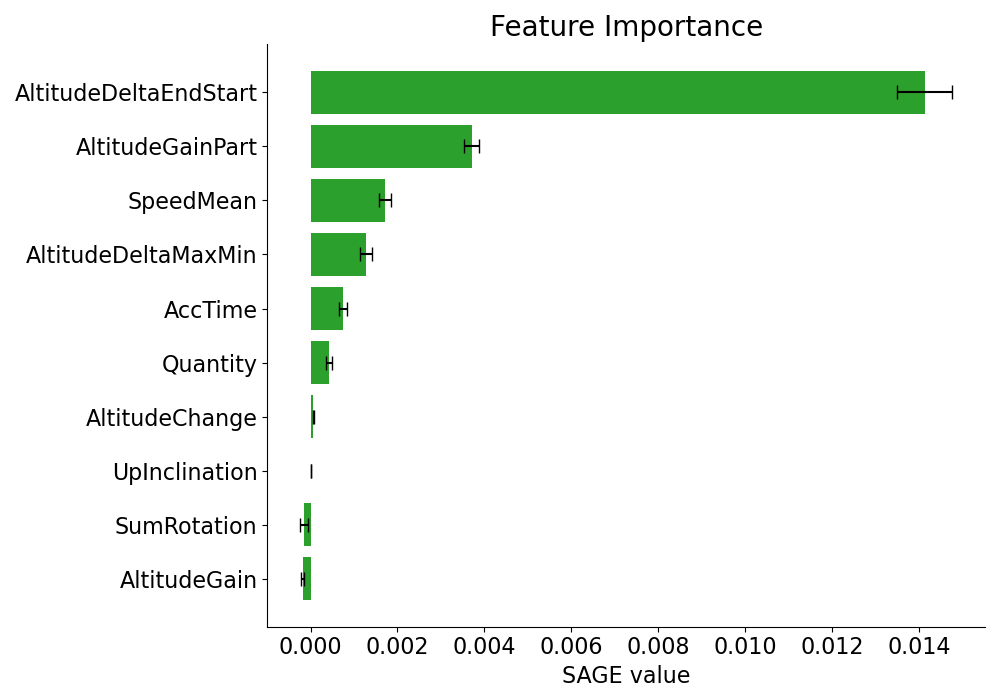 Feature Importance
AltitudeDeltaEndStart
AltitudeGainPart
SpeedMean
AltitudeDeltaMaxMin
AccTime
Quantity
AltitudeChange
UpInclination
SumRotation
AltitudeGain
0.000 0.002 0.004 0.006 0.008 0.010 0.012 0.014
SAGE value